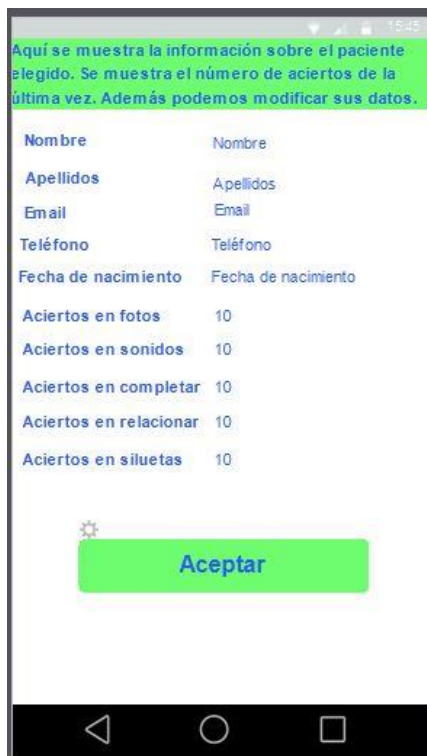 15:45
Aquí se muestra la información sobre el paciente
elegido. Se muestra el número de aciertos de la
última vez. Además podemos modificar sus datos.
Nombre Nombre
Apellidos Apellidos
Email Email
Teléfono Teléfono
Fecha de nacimiento Fecha de nacimiento
Aciertos en fotos 10
Aciertos en sonidos 10
Aciertos en completar 10
Aciertos en relacionar 10
Aciertos en siluetas 10
Aceptar